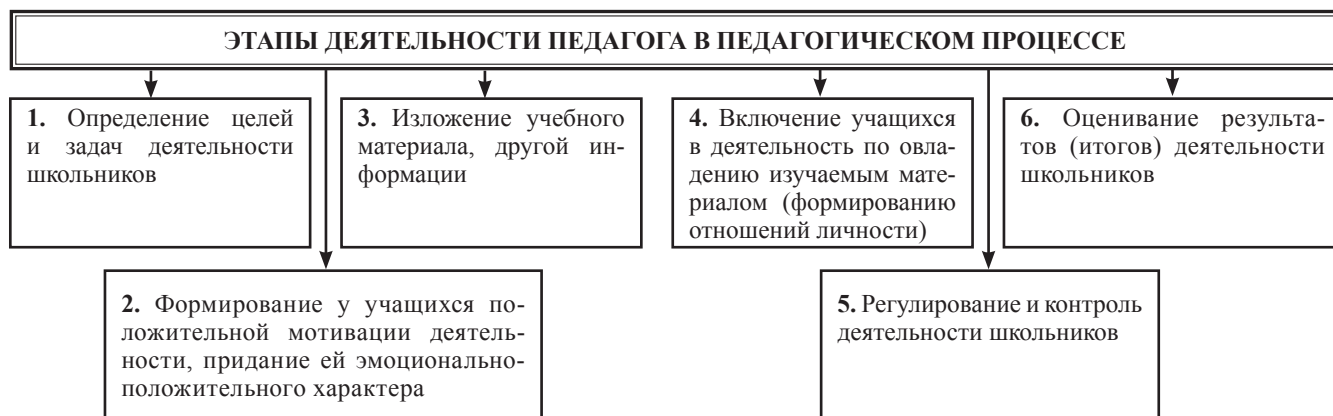 ЭТАПЫ ДЕЯТЕЛЬНОСТИ ПЕДАГОГА В ПЕДАГОГИЧЕСКОМ ПРОЦЕССЕ
1. Определение целей
и задач деятельности
школьников
2. Формирование у учащихся по-
ложительной мотивации деятель-
ности, придание ей эмоционально-
положительного характера
3. Изложение учебного
материала, другой ин-
формации
4. Включение учащихся
в деятельность по овла-
дению изучаемым мате-
риалом (формированию
отношений личности)
5. Регулирование и контроль
деятельности школьников
6. Оценивание результа-
тов (итогов) деятельности
школьников